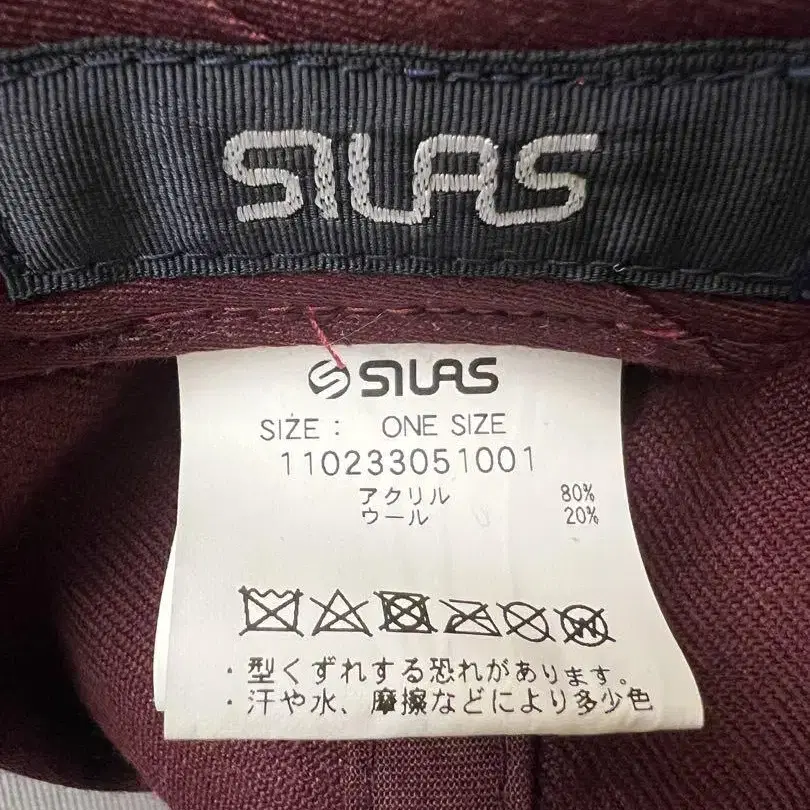 SILAS
SILAS
SIZE : ONE SIZE
110233051001
アクリル 80%
ウール 20%
・型くずれする恐れがあります。
・汗や水、摩擦などにより多少色